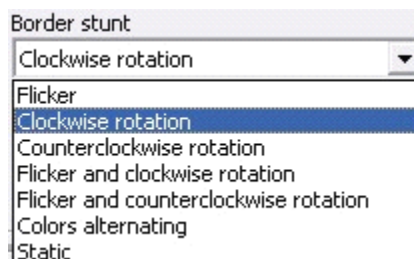 Border stunt
Clockwise rotation
Flicker
Clockwise rotation
Counterclockwise rotation
Flicker and clockwise rotation
Flicker and counterclockwise rotation
Colors alternating
Static